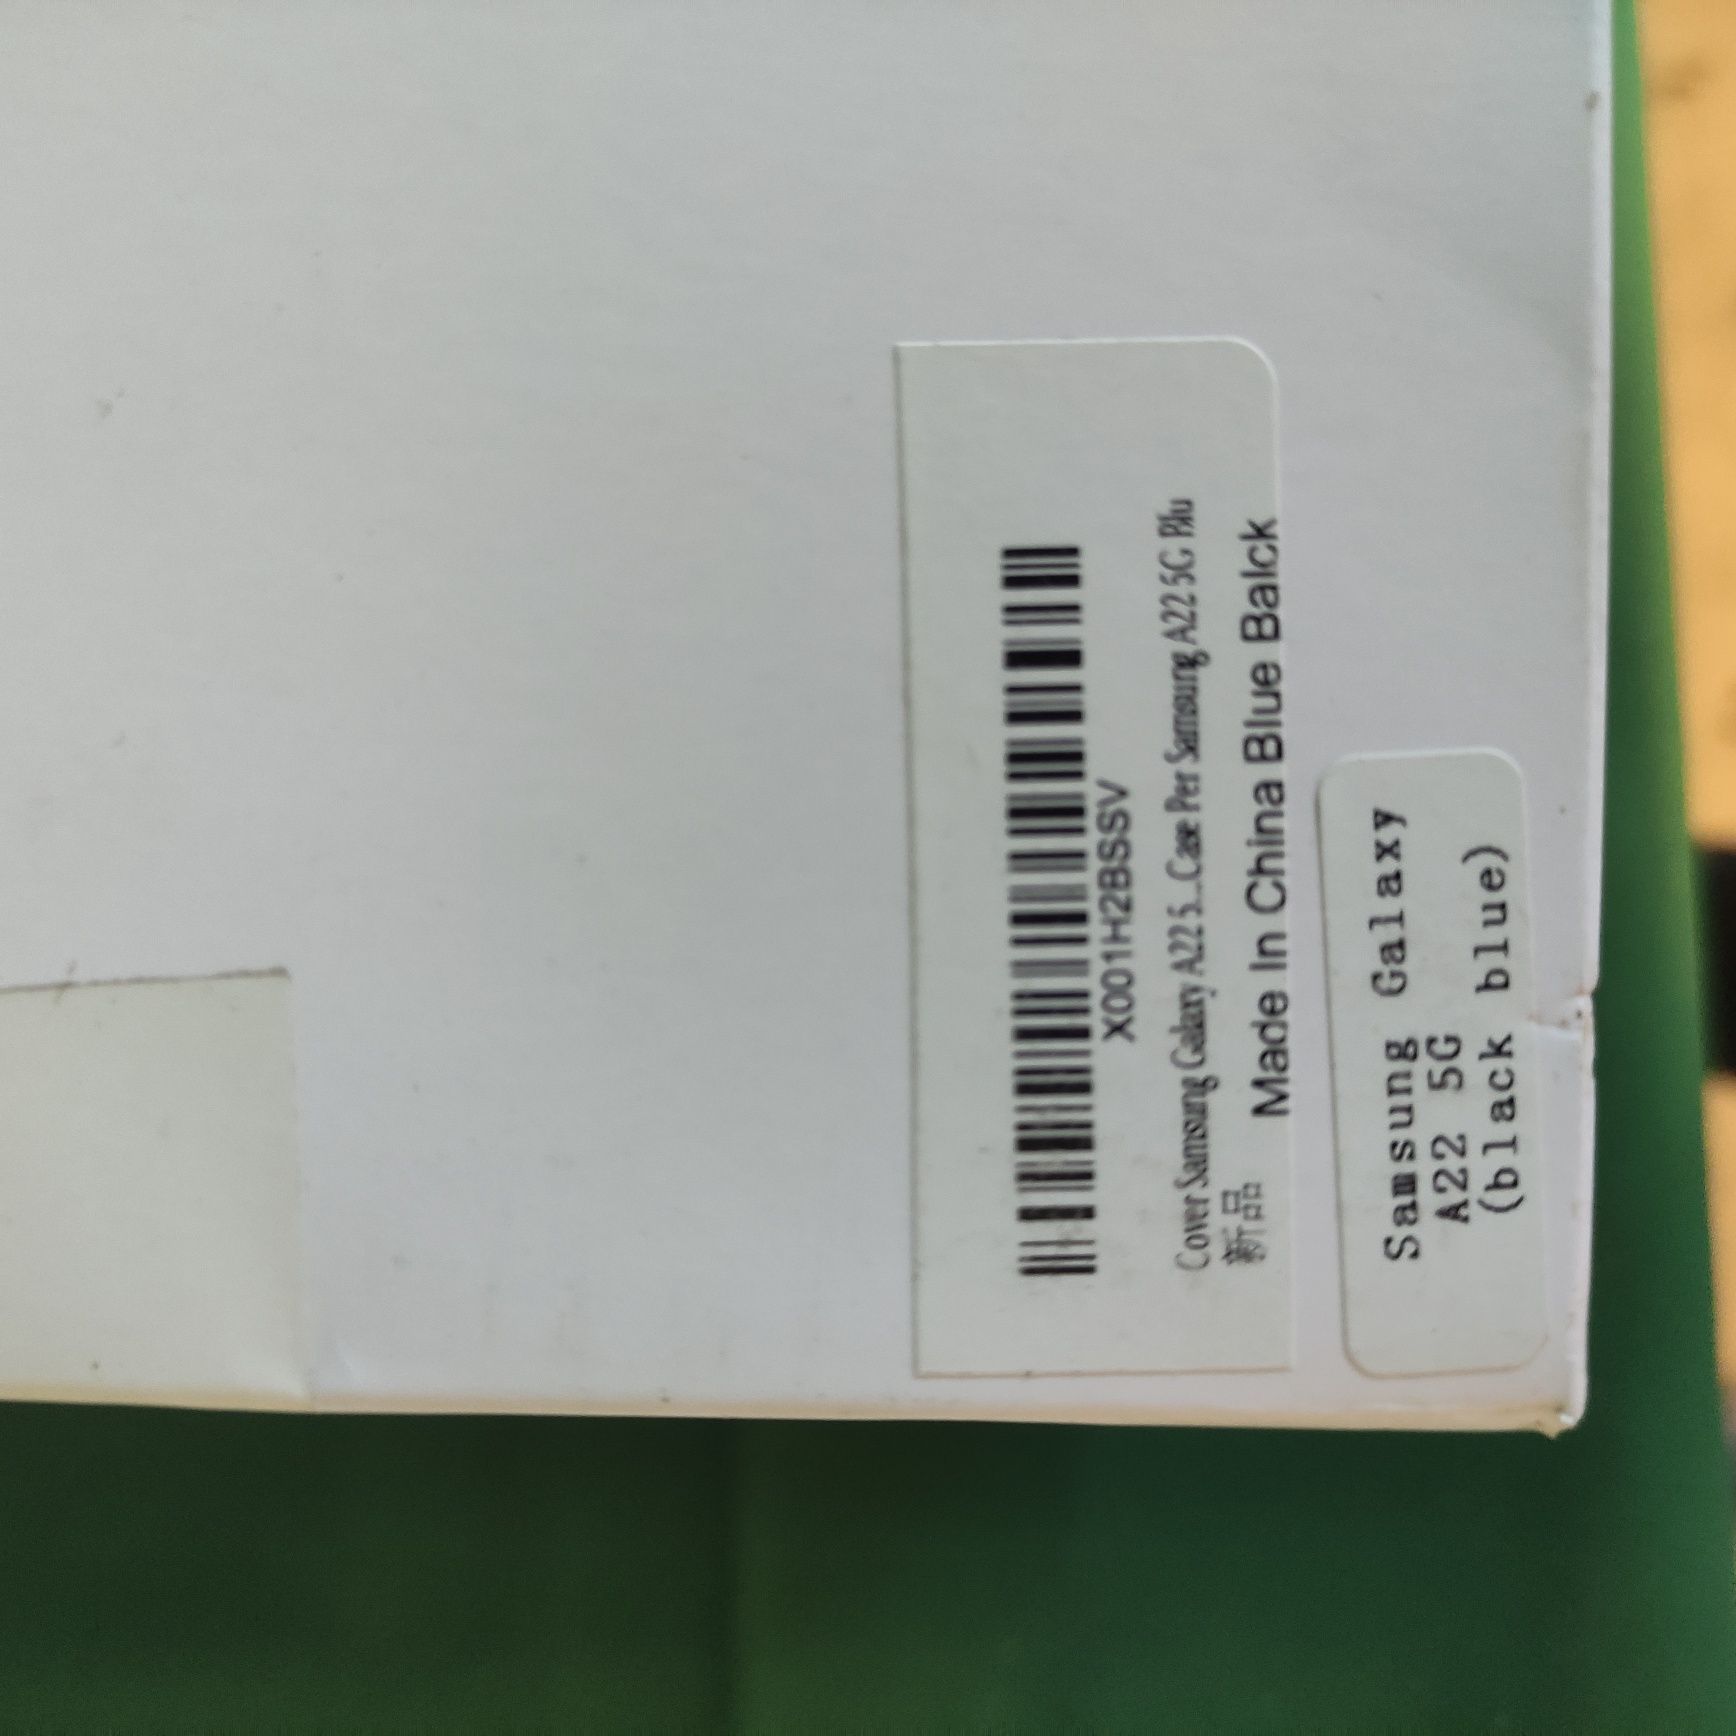 X001H2BSSV
Cover Samsung Galaxy A22 5...Case Per Samsung A22 5G Blu
新品
Made In China Blue Balck
Samsung Galaxy
A22 5G
(black blue)